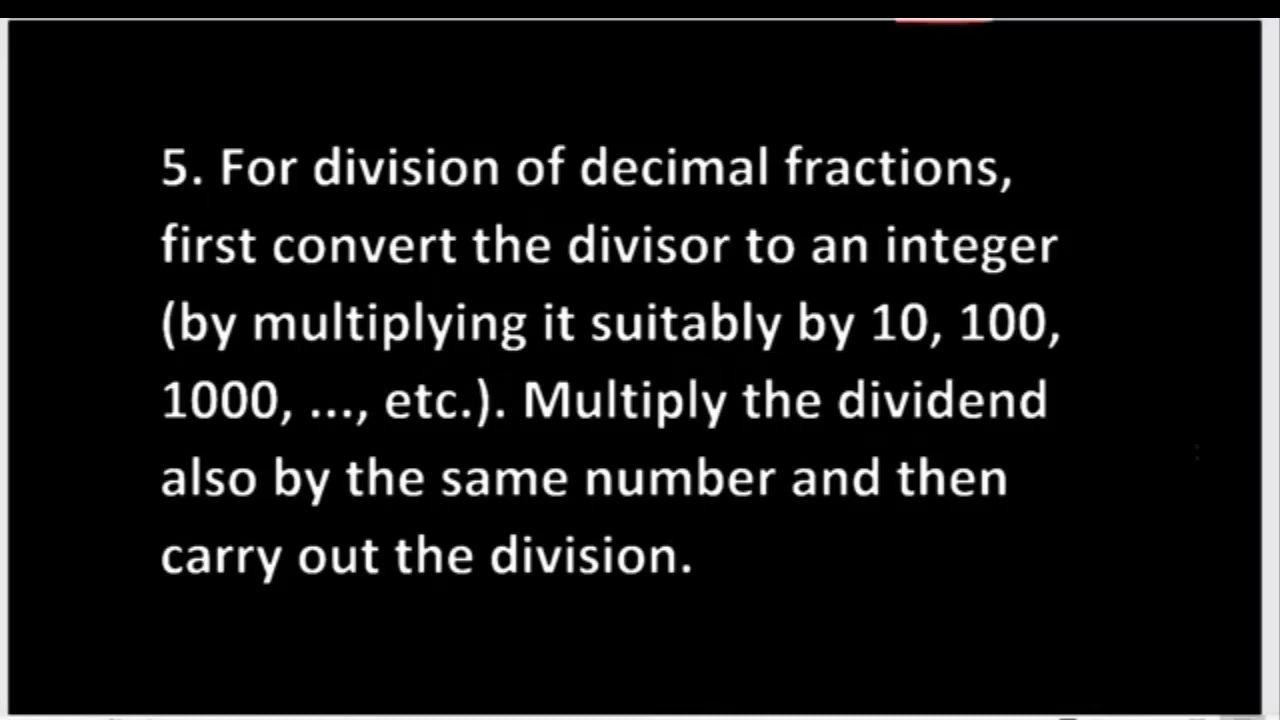 5. For division of decimal fractions,
first convert the divisor to an integer
(by multiplying it suitably by 10, 100,
1000, ..., etc.). Multiply the dividend
also by the same number and then
carry out the division.